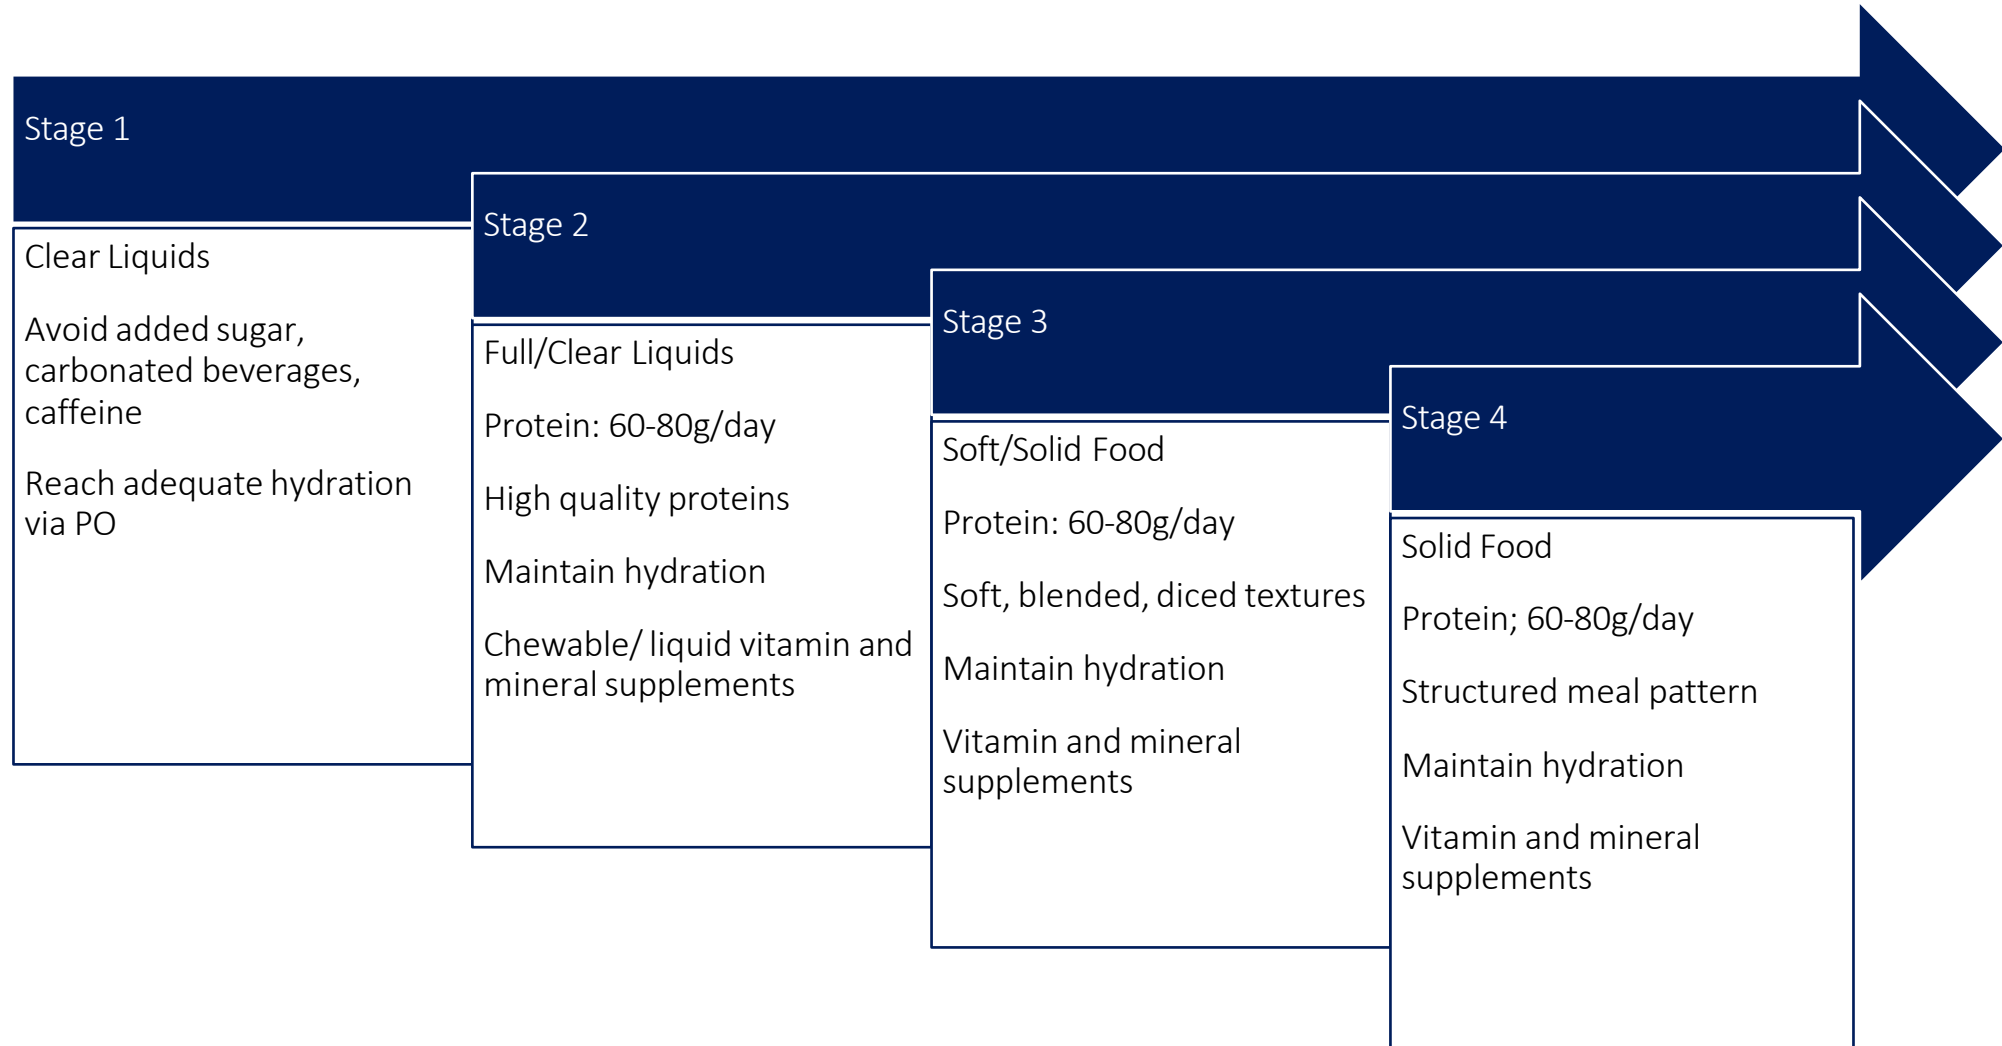 Stage 1
Clear Liquids
Avoid added sugar,
carbonated beverages,
caffeine
Reach adequate hydration
via PO
Stage 2
Full/Clear Liquids
Protein: 60-80g/day
High quality proteins
Maintain hydration
Chewable/ liquid vitamin and
mineral supplements
Stage 3
Soft/Solid Food
Protein: 60-80g/day
Soft, blended, diced textures
Maintain hydration
Vitamin and mineral
supplements
Stage 4
Solid Food
Protein; 60-80g/day
Structured meal pattern
Maintain hydration
Vitamin and mineral
supplements